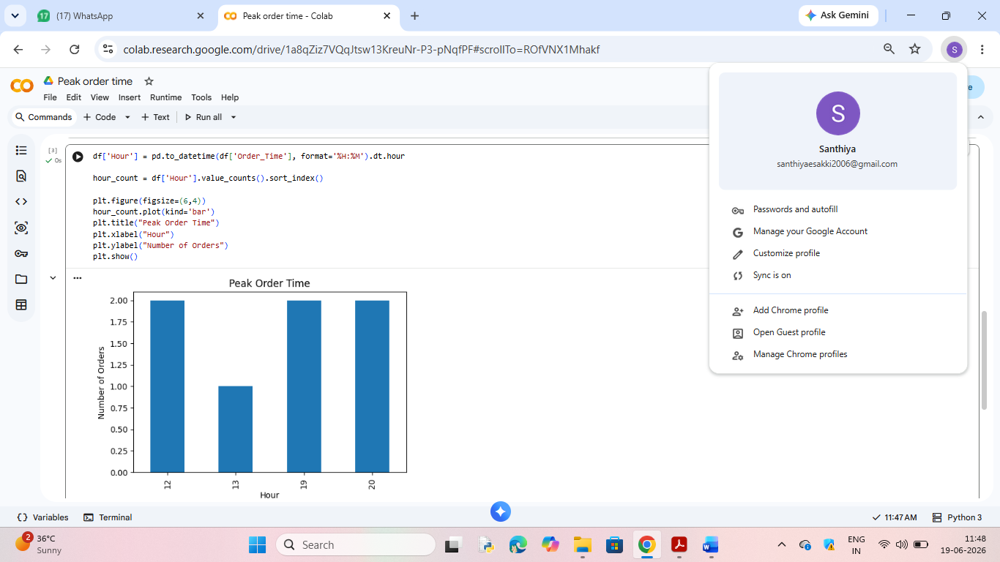 17
(17) WhatsApp
Peak order time - Colab
Ask Gemini
colab.research.google.com/drive/1a8qZiz7VQqJtsw13KreuNr-P3-pNqfPF#scrollTo=ROfVNX1Mhakf
S
Peak order time
File Edit View Insert Runtime Tools Help
Commands
+ Code
+ Text
Run all
[3]
0s
df['Hour'] = pd.to_datetime(df['Order_Time'], format='%H:%M').dt.hour
hour_count = df['Hour'].value_counts().sort_index()
plt.figure(figsize=(6,4))
hour_count.plot(kind='bar')
plt.title("Peak Order Time")
plt.xlabel("Hour")
plt.ylabel("Number of Orders")
plt.show()
Peak Order Time
Number of Orders
2.00
1.75
1.50
1.25
1.00
0.75
0.50
0.25
0.00
12 13 19 20
Hour
S
Santhiya
santhiyaesakki2006@gmail.com
Passwords and autofill
Manage your Google Account
Customize profile
Sync is on
Add Chrome profile
Open Guest profile
Manage Chrome profiles
Variables
Terminal
11:47 AM
Python 3
2
36°C
Sunny
Search
ENG
IN
11:48
19-06-2026